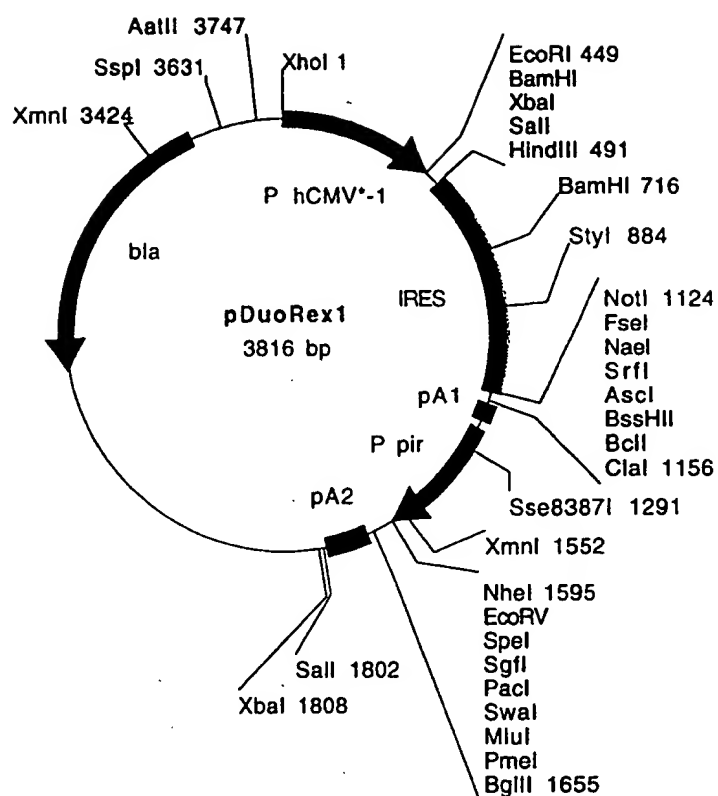 AatII 3747
SspI 3631
XmnI 3424
XhoI 1
EcoRI 449
BamHI
XbaI
SalI
HindIII 491
BamHI 716
StyI 884
P hCMV*-1
bla
IRES
pDuoRex1
3816 bp
NotI 1124
FseI
NaeI
SrfI
AscI
BssHII
BclI
ClaI 1156
pA1
P pir
pA2
Sse8387I 1291
XmnI 1552
NheI 1595
EcoRV
SpeI
SgfI
PacI
SwaI
MluI
PmeI
BglII 1655
SalI 1802
XbaI 1808